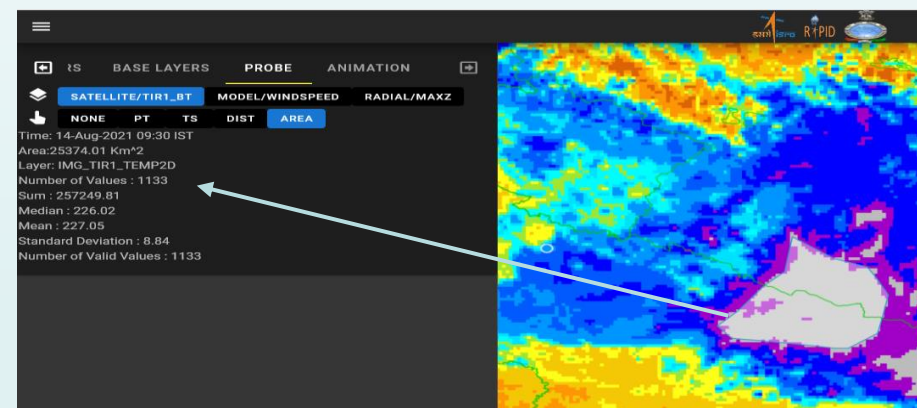 इसरो isro RAPID
RS BASE LAYERS PROBE ANIMATION
SATELLITE/TIR1_BT MODEL/WINDSPEED RADIAL/MAXZ
NONE PT TS DIST AREA
Time: 14-Aug-2021 09:30 IST
Area:25374.01 Km^2
Layer: IMG_TIR1_TEMP2D
Number of Values : 1133
Sum : 257249.81
Median : 226.02
Mean : 227.05
Standard Deviation : 8.84
Number of Valid Values : 1133